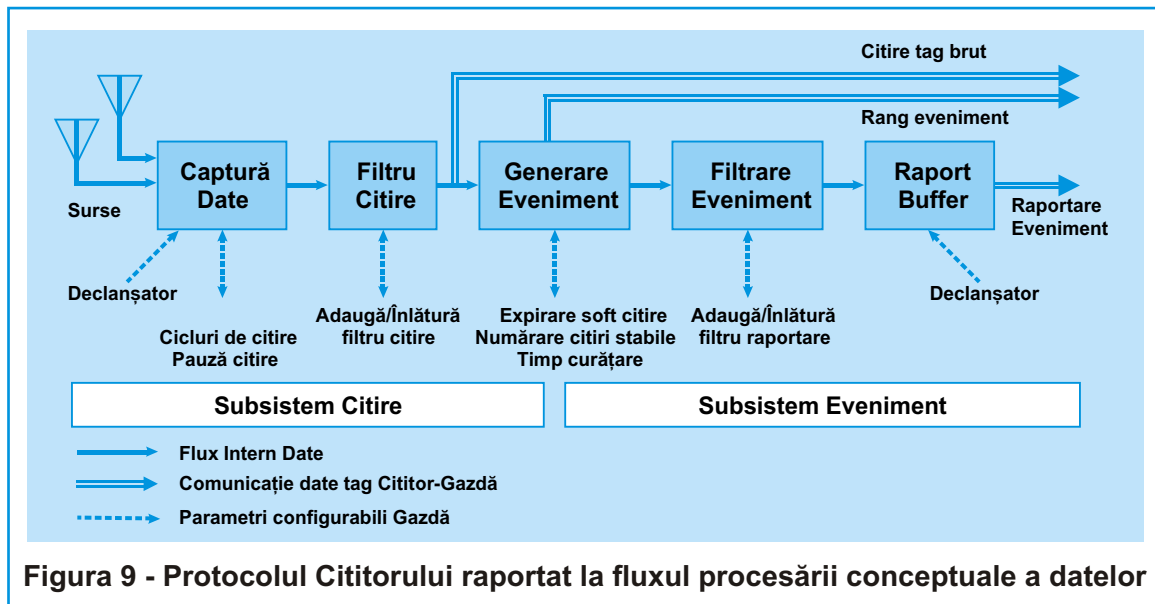 Citire tag brut
Rang eveniment
Captură
Date
Filtru
Citire
Generare
Eveniment
Filtrare
Eveniment
Raport
Buffer
Surse
Raportare
Eveniment
Declanșator
Cicluri de citire
Pauză citire
Adaugă/Înlătură
filtru citire
Expirare soft citire
Numărare citiri stabile
Timp curățare
Adaugă/Înlătură
filtru raportare
Declanșator
Subsistem Citire
Subsistem Eveniment
Flux Intern Date
Comunicație date tag Cititor-Gazdă
Parametri configurabili Gazdă
Figura 9 - Protocolul Cititorului raportat la fluxul procesării conceptuale a datelor